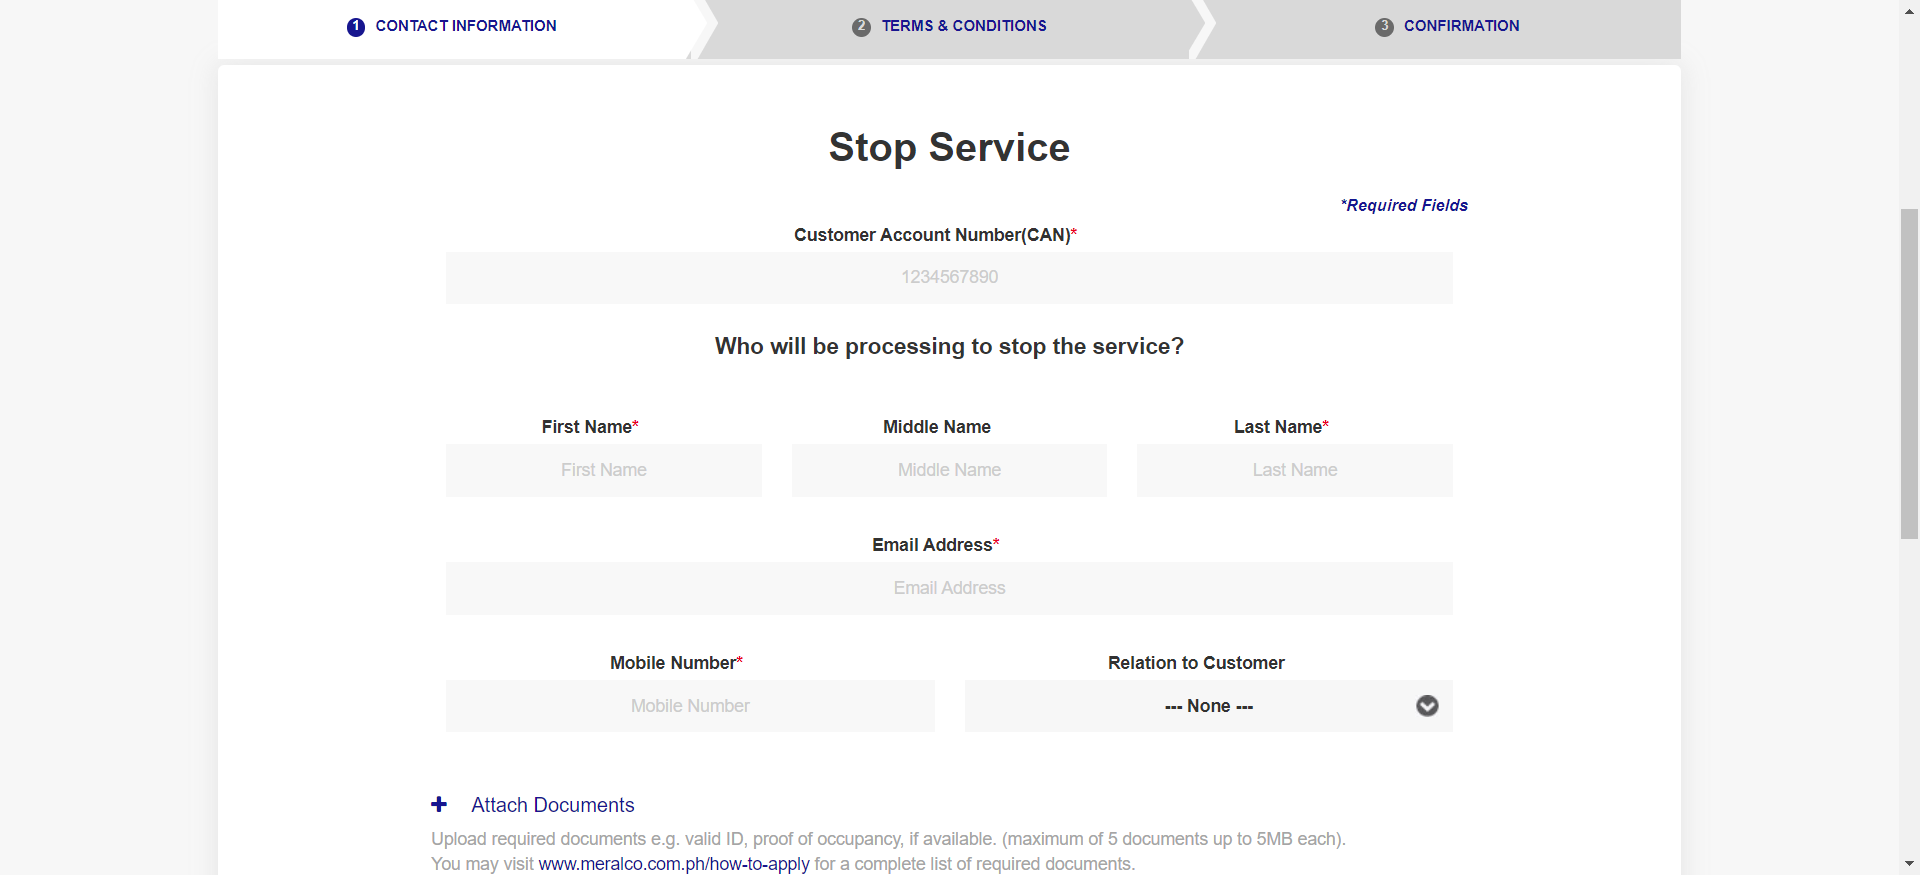 1 CONTACT INFORMATION
2 TERMS & CONDITIONS
3 CONFIRMATION
Stop Service
*Required Fields
Customer Account Number(CAN)*
1234567890
Who will be processing to stop the service?
First Name* Middle Name Last Name*
First Name Middle Name Last Name
Email Address*
Email Address
Mobile Number* Relation to Customer
Mobile Number --- None ---
+ Attach Documents
Upload required documents e.g. valid ID, proof of occupancy, if available. (maximum of 5 documents up to 5MB each).
You may visit www.meralco.com.ph/how-to-apply for a complete list of required documents.